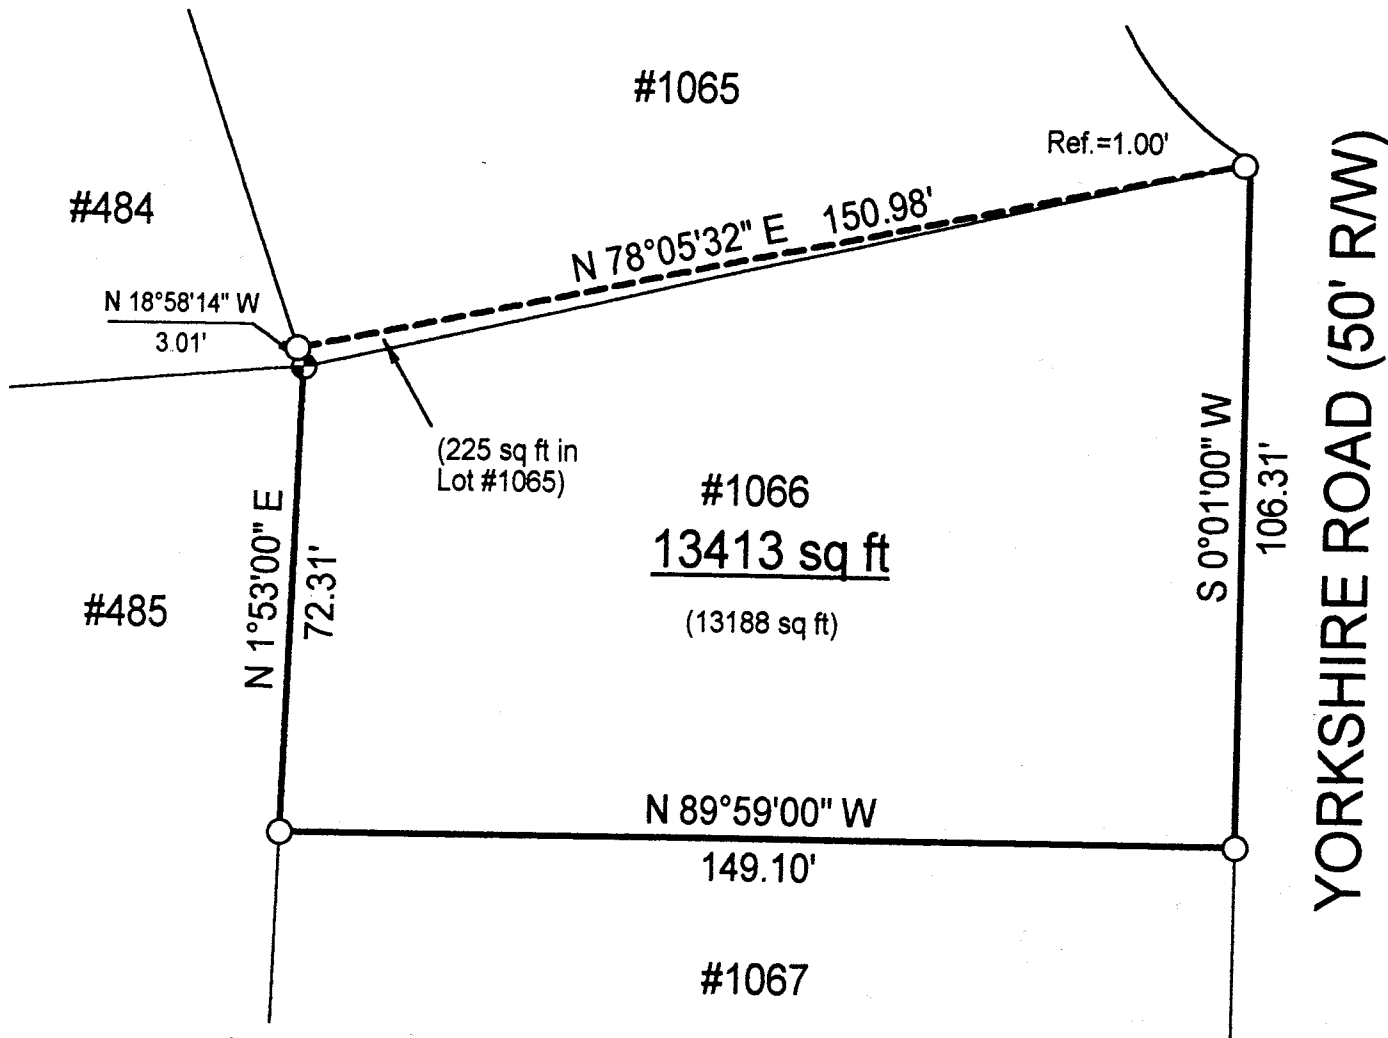 #1065
Ref.=1.00'
#484
N 78°05'32" E 150.98'
N 18°58'14" W
3.01'
(225 sq ft in
Lot #1065)
#1066
13413 sq ft
(13188 sq ft)
N 1°53'00" E
72.31'
#485
S 0°01'00" W
106.31'
YORKSHIRE ROAD (50' R/W)
N 89°59'00" W
149.10'
#1067